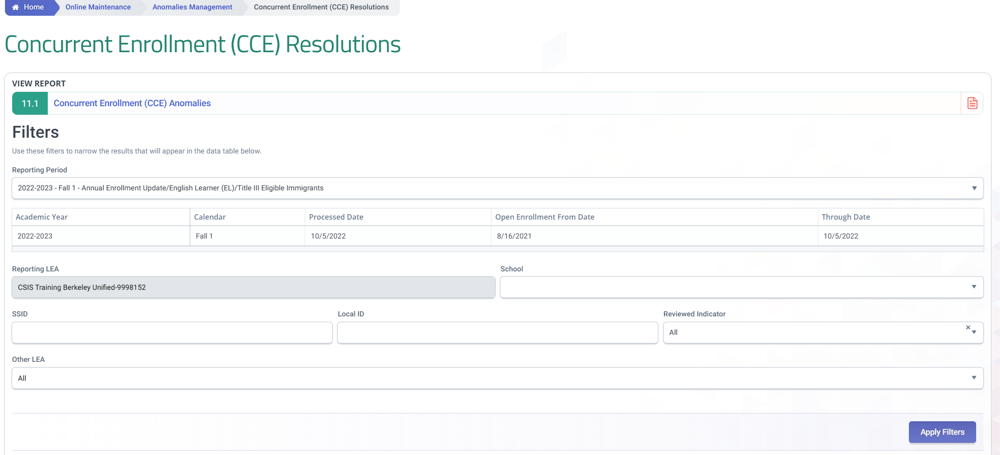 Home Online Maintenance Anomalies Management Concurrent Enrollment (CCE) Resolutions
Concurrent Enrollment (CCE) Resolutions
VIEW REPORT
11.1 Concurrent Enrollment (CCE) Anomalies
Filters
Use these filters to narrow the results that will appear in the data table below.
Reporting Period
2022-2023 - Fall 1 - Annual Enrollment Update/English Learner (EL)/Title III Eligible Immigrants
Academic Year Calendar Processed Date Open Enrollment From Date Through Date
2022-2023 Fall 1 10/5/2022 8/16/2021 10/5/2022
Reporting LEA School
CSIS Training Berkeley Unified-9998152
SSID Local ID Reviewed Indicator
All
Other LEA
All
Apply Filters